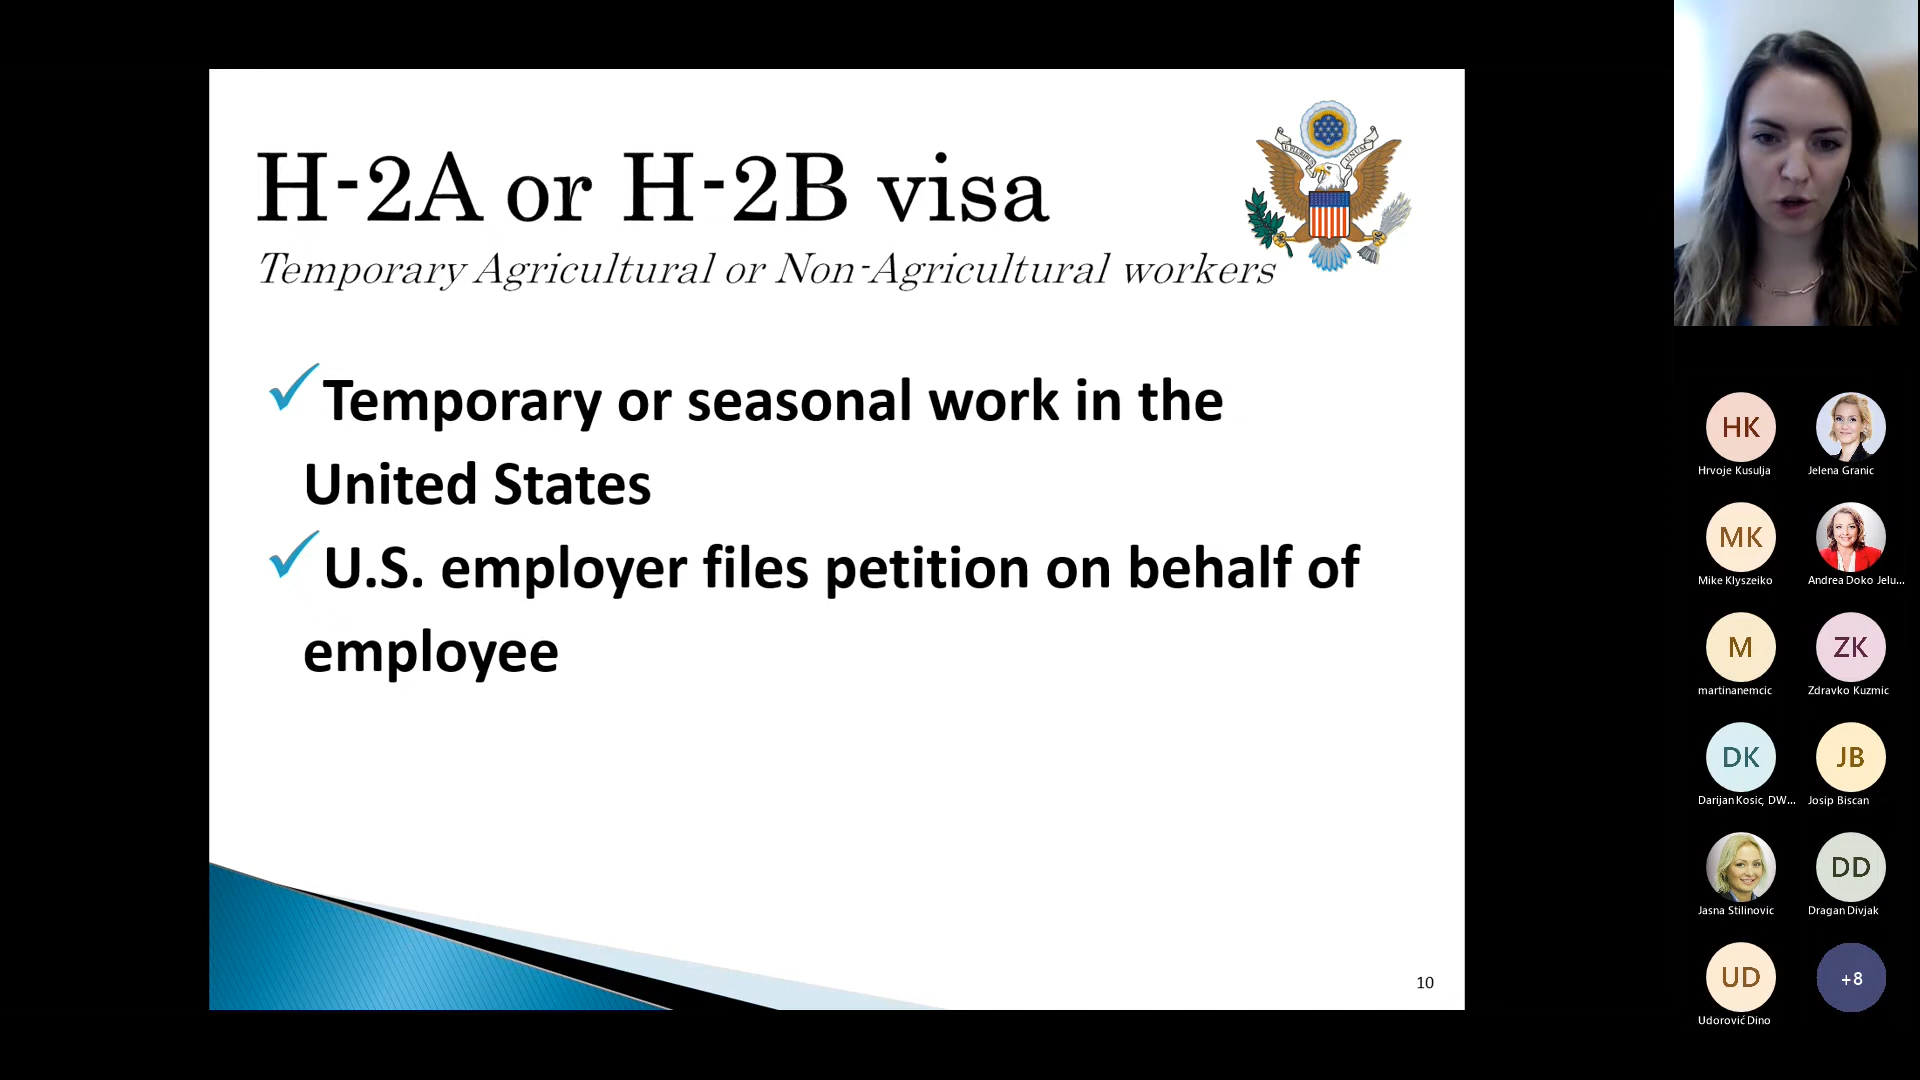 H-2A or H-2B visa
Temporary Agricultural or Non-Agricultural workers
Temporary or seasonal work in the
United States
U.S. employer files petition on behalf of
employee
10
HK
Hrvoje Kusulja
Jelena Granic
MK
Mike Klyszeiko
Andrea Doko Jelu...
M
martinanemcic
ZK
Zdravko Kuzmic
DK
Darijan Kosic, DW...
JB
Josip Biscan
Jasna Stilinovic
DD
Dragan Divjak
UD
Udorović Dino
+8